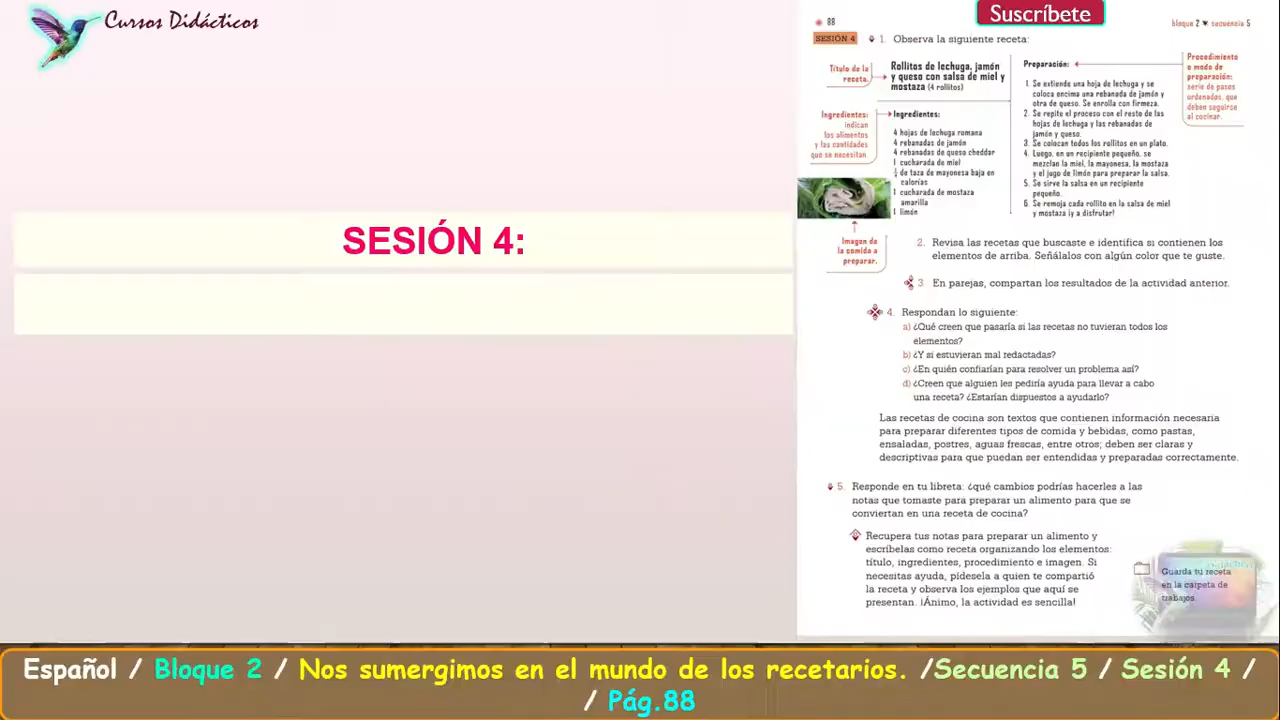 Cursos Didácticos
SESIÓN 4:
Suscríbete
88
bloque 2 ♥ secuencia 5
SESIÓN 4
1. Observa la siguiente receta:
Título de la
receta.
Rollitos de lechuga, jamón
y queso con salsa de miel y
mostaza (4 rollitos)
Ingredientes:
indican
los alimentos
y las cantidades
que se necesitan.
Ingredientes:
4 hojas de lechuga romana
4 rebanadas de jamón
4 rebanadas de queso cheddar
1 cucharada de miel
de taza de mayonesa baja en
calorías
1 cucharada de mostaza
amarilla
1 limón
Imagen de
la comida a
preparar.
Preparación:
1. Se extiende una hoja de lechuga y se
coloca encima una rebanada de jamón y
otra de queso. Se enrolla con firmeza.
2. Se repite el proceso con el resto de las
hojas de lechuga y las rebanadas de
jamón y queso.
3. Se colocan todos los rollitos en un plato.
4. Luego, en un recipiente pequeño, se
mezclan la miel, la mayonesa, la mostaza
y el jugo de limón para preparar la salsa.
5. Se sirve la salsa en un recipiente
pequeño.
6. Se remoja cada rollito en la salsa de miel
y mostaza ¡y a disfrutar!
Procedimiento
o modo de
preparación:
serie de pasos
ordenados, que
deben seguirse
al cocinar.
2. Revisa las recetas que buscaste e identifica si contienen los
elementos de arriba. Señálalos con algún color que te guste.
3. En parejas, compartan los resultados de la actividad anterior.
4. Respondan lo siguiente:
a) ¿Qué creen que pasaría si las recetas no tuvieran todos los
elementos?
b) ¿Y si estuvieran mal redactadas?
c) ¿En quién confiarían para resolver un problema así?
d) ¿Creen que alguien les pediría ayuda para llevar a cabo
una receta? ¿Estarían dispuestos a ayudarlo?
Las recetas de cocina son textos que contienen información necesaria
para preparar diferentes tipos de comida y bebidas, como pastas,
ensaladas, postres, aguas frescas, entre otros; deben ser claras y
descriptivas para que puedan ser entendidas y preparadas correctamente.
5. Responde en tu libreta: ¿qué cambios podrías hacerles a las
notas que tomaste para preparar un alimento para que se
conviertan en una receta de cocina?
Recupera tus notas para preparar un alimento y
escríbelas como receta organizando los elementos:
título, ingredientes, procedimiento e imagen. Si
necesitas ayuda, pídesela a quien te compartió
la receta y observa los ejemplos que aquí se
presentan. ¡Ánimo, la actividad es sencilla!
Guarda tu receta
en la carpeta de
trabajos.
Español / Bloque 2 / Nos sumergimos en el mundo de los recetarios. /Secuencia 5 / Sesión 4 /
/ Pág.88